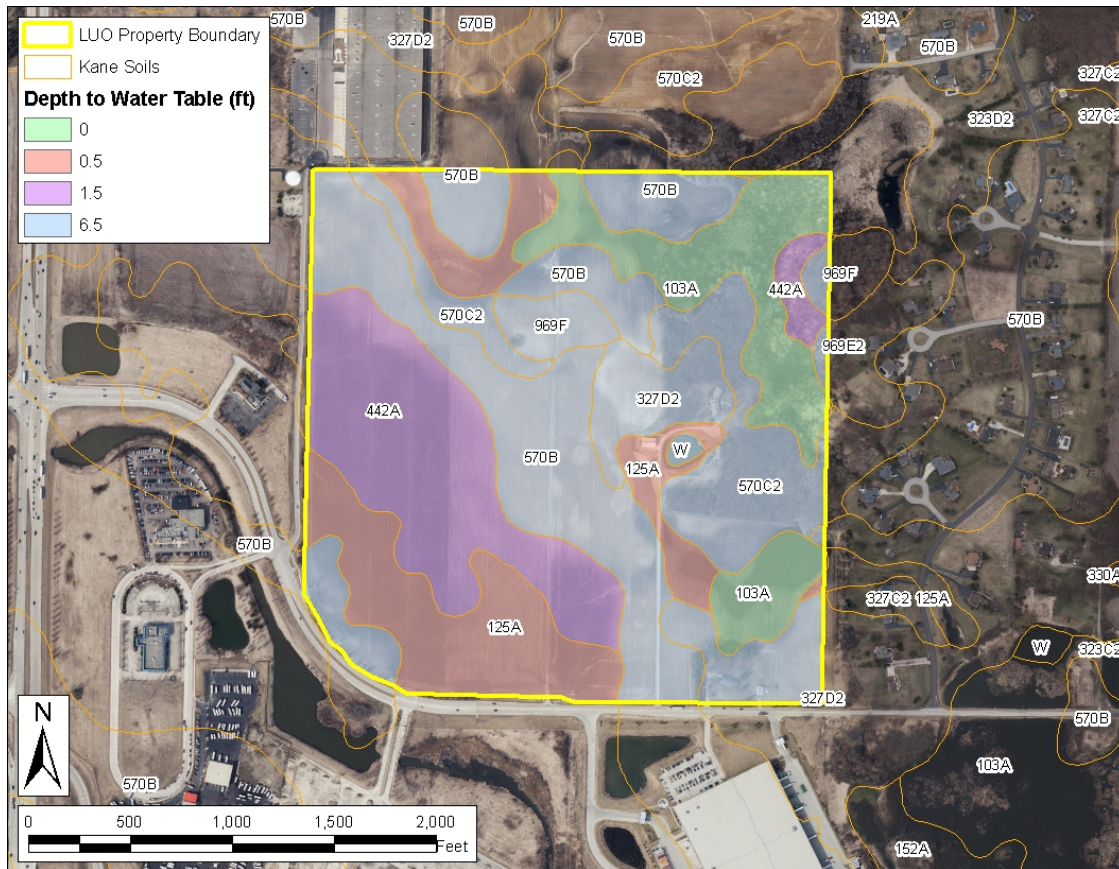 LUO Property Boundary
Kane Soils
Depth to Water Table (ft)
0
0.5
1.5
6.5
570B
327D2
570B
570B
570C2
219A
570B
327C2
323D2
327C2
570B
570B
570B
103A
442A
969F
969E2
570B
570C2
969F
442A
327D2
570B
125A
W
570C2
570B
103A
125A
327C2
125A
330A
W
323C2
327D2
570B
103A
570B
152A
N
0 500 1,000 1,500 2,000
Feet